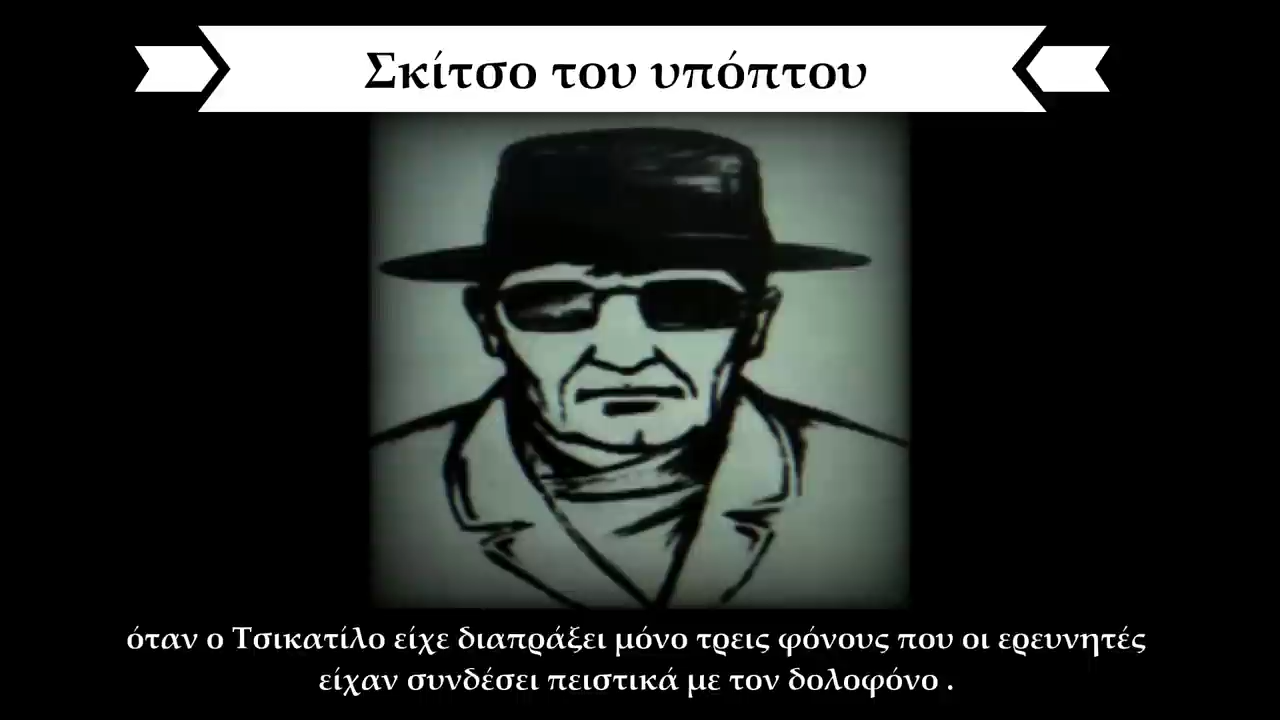 Σκίτσο του υπόπτου
όταν ο Τσικατίλο είχε διαπράξει μόνο τρεις φόνους που οι ερευνητές
είχαν συνδέσει πειστικά με τον δολοφόνο .